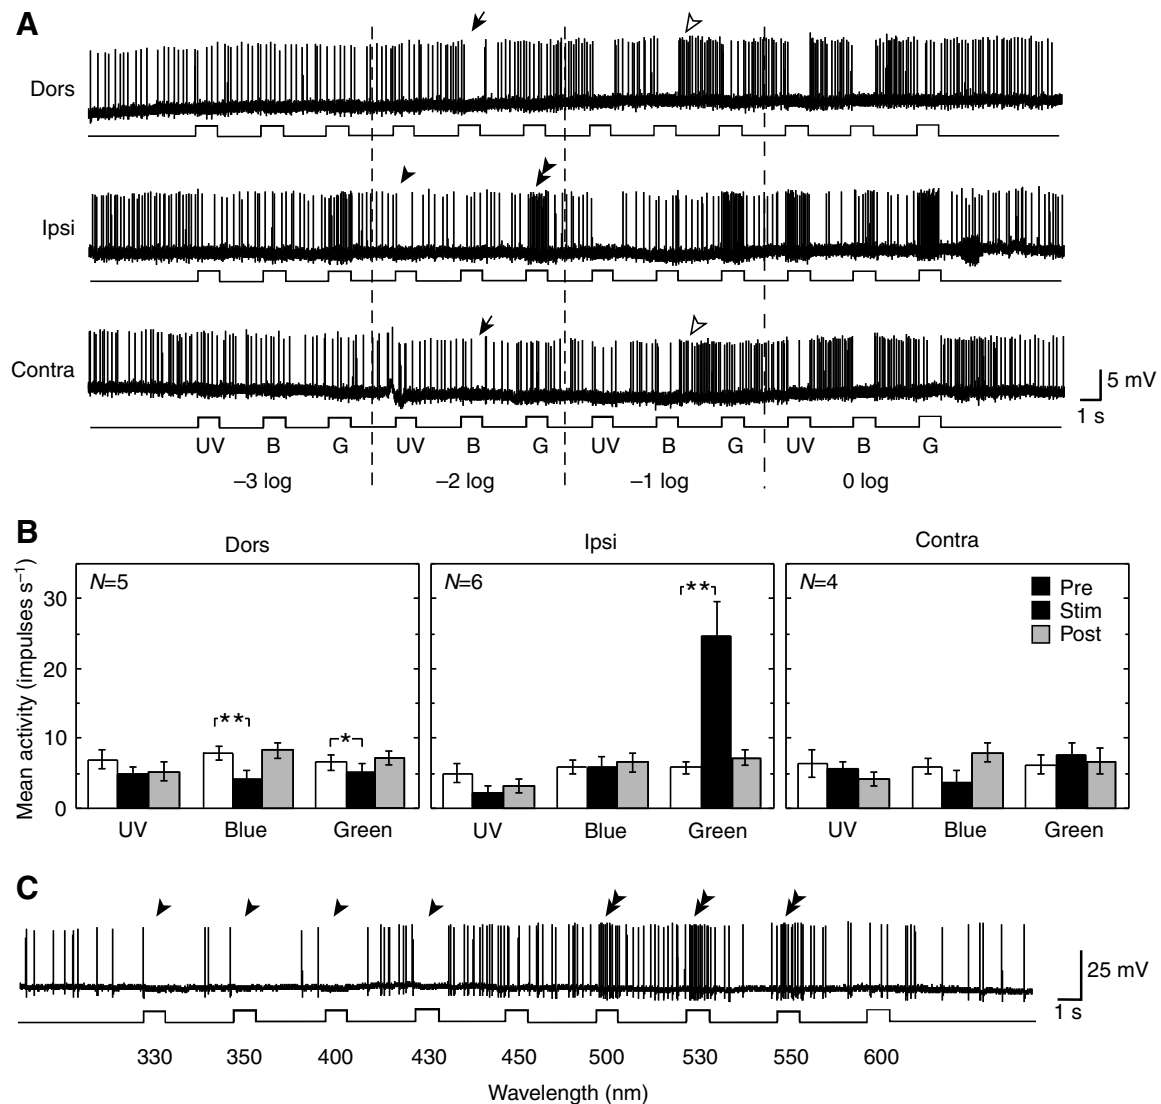 A
Dors
Ipsi
Contra
5 mV
1 s
UV B G UV B G UV B G UV B G
–3 log –2 log –1 log 0 log
B
Dors Ipsi Contra
Mean activity (impulses s–1)
30
20
10
0
N=5 N=6 N=4
** * **
Pre
Stim
Post
UV Blue Green UV Blue Green UV Blue Green
C
25 mV
1 s
330 350 400 430 450 500 530 550 600
Wavelength (nm)